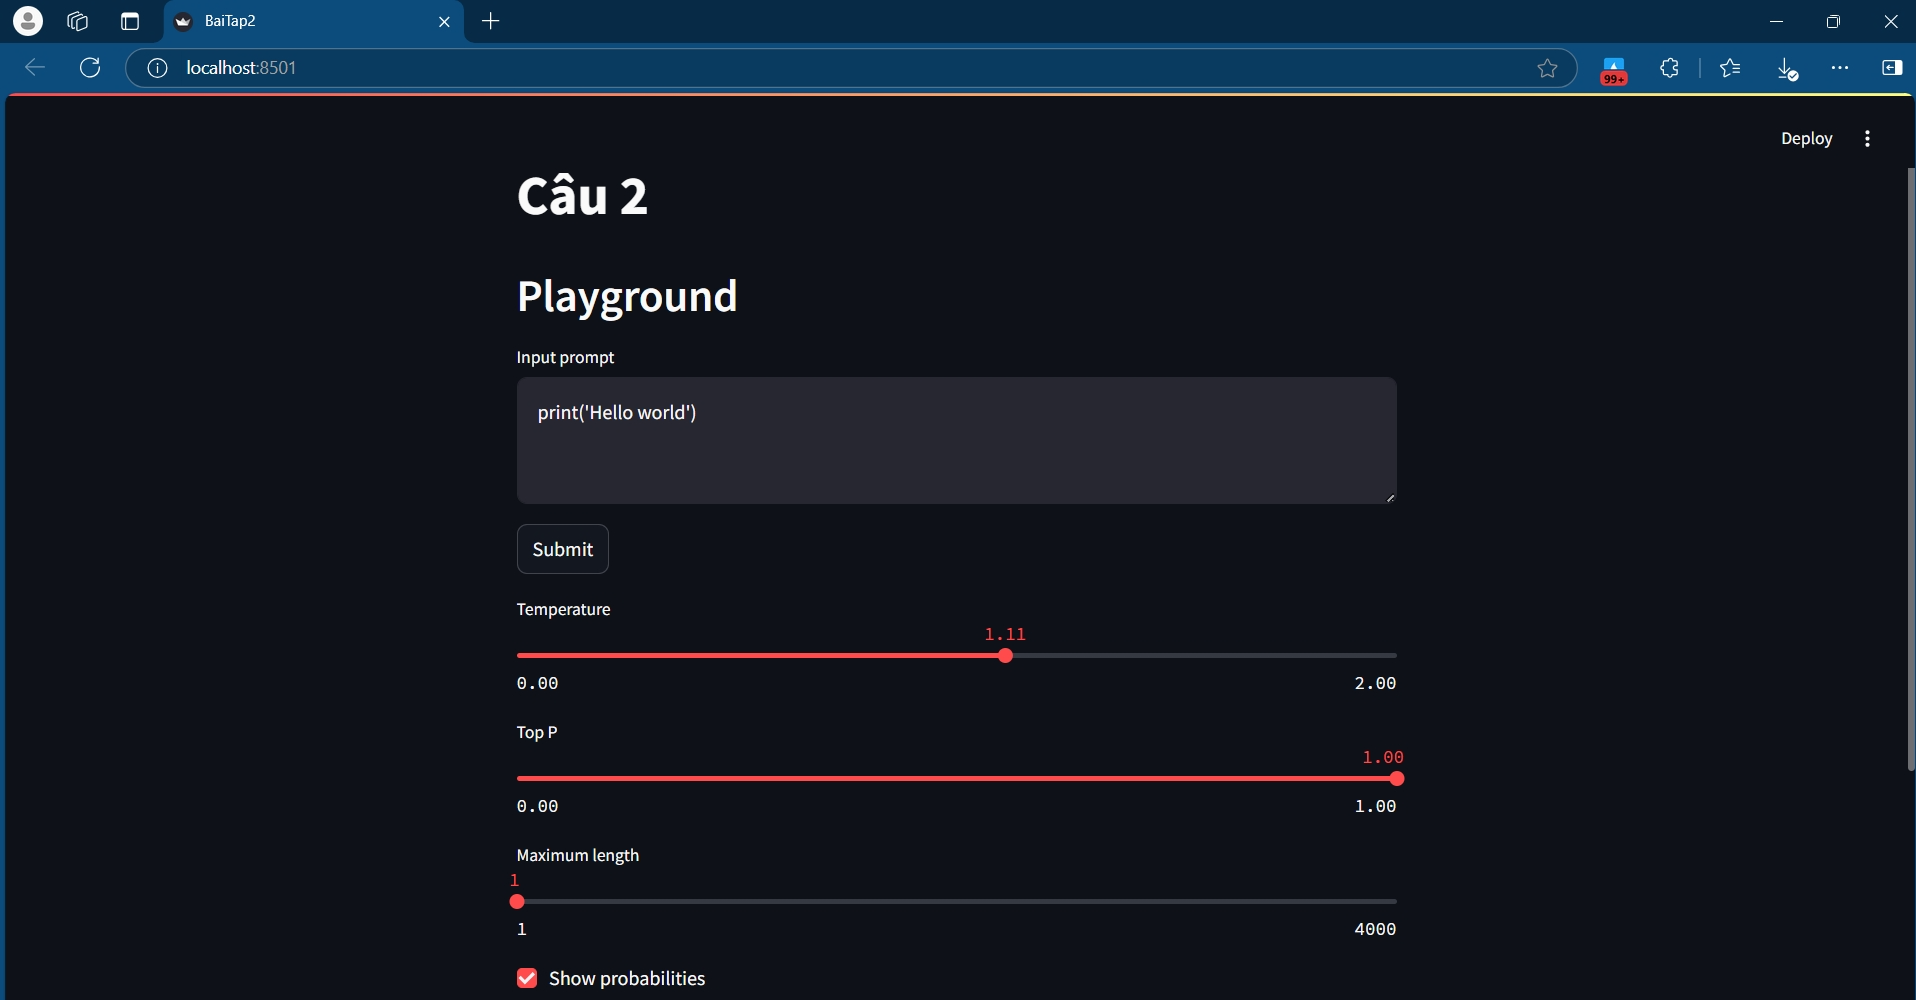 BaiTap2
localhost:8501
99+
Deploy
Câu 2
Playground
Input prompt
print('Hello world')
Submit
Temperature
1.11
0.00 2.00
Top P
1.00
0.00 1.00
Maximum length
1
1 4000
Show probabilities